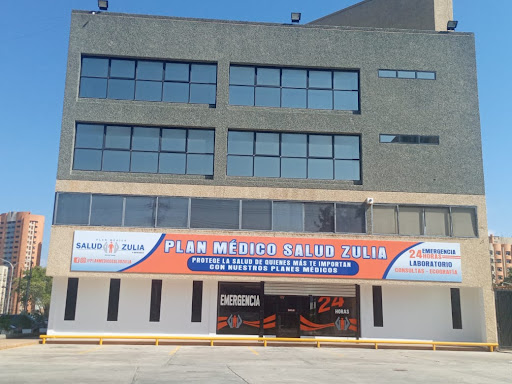 SALUD ZULIA
PLAN MÉDICO SALUD ZULIA
PROTEGE LA SALUD DE QUIENES MÁS TE IMPORTAN
CON NUESTROS PLANES MÉDICOS
EMERGENCIA
24 HORAS
LABORATORIO
CONSULTAS - ECOGRAFÍA
EMERGENCIA
24
HORAS